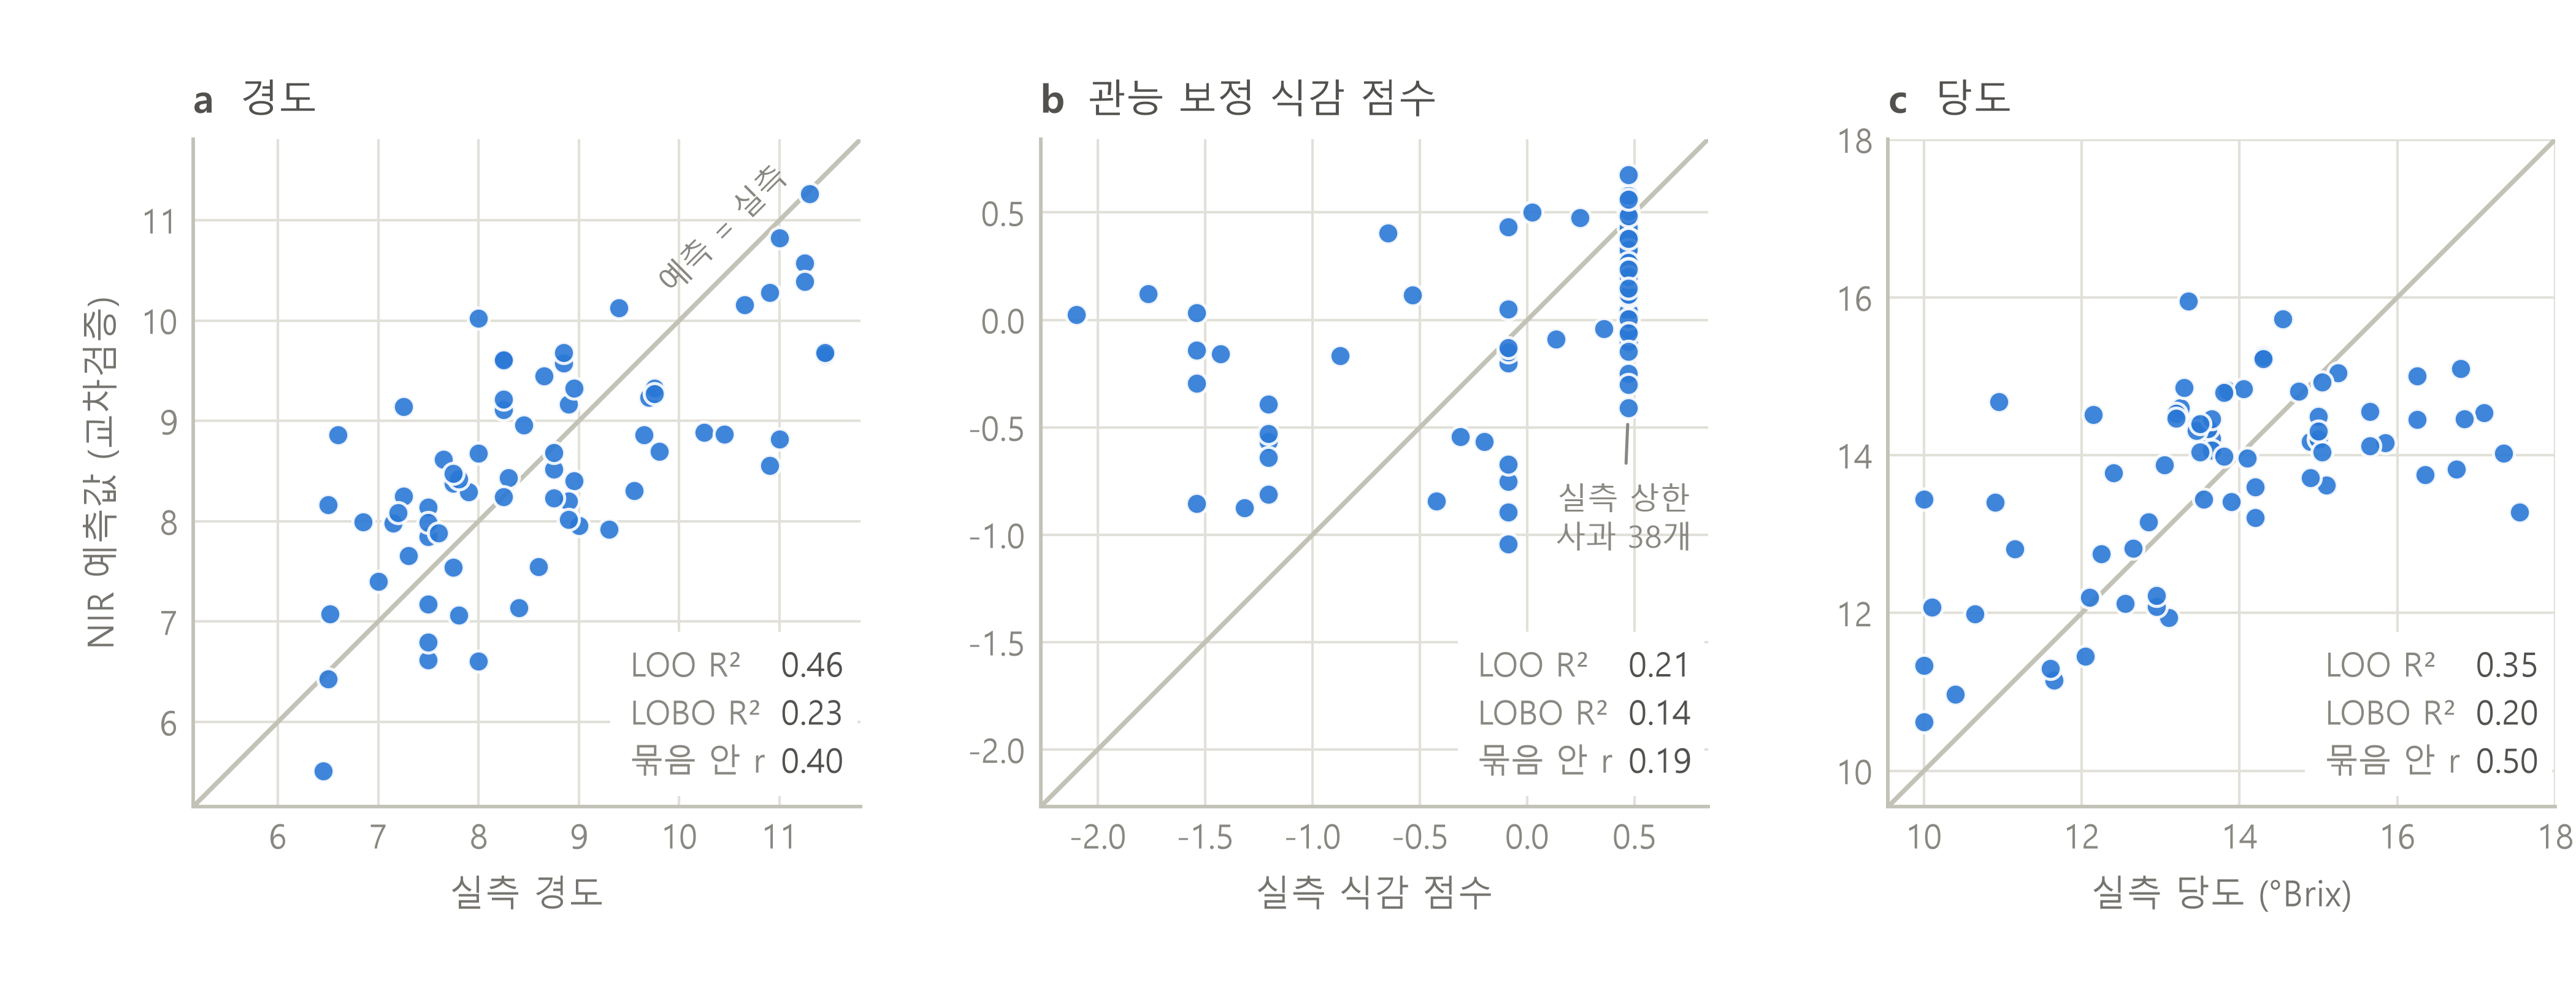 a 경도
NIR 예측값 (교차검증)
11
10
9
8
7
6
예측 = 실측
LOO R² 0.46
LOBO R² 0.23
묶음 안 r 0.40
6 7 8 9 10 11
실측 경도
b 관능 보정 식감 점수
0.5
0.0
-0.5
-1.0
-1.5
-2.0
실측 상한
사과 38개
LOO R² 0.21
LOBO R² 0.14
묶음 안 r 0.19
-2.0 -1.5 -1.0 -0.5 0.0 0.5
실측 식감 점수
c 당도
18
16
14
12
10
LOO R² 0.35
LOBO R² 0.20
묶음 안 r 0.50
10 12 14 16 18
실측 당도 (°Brix)